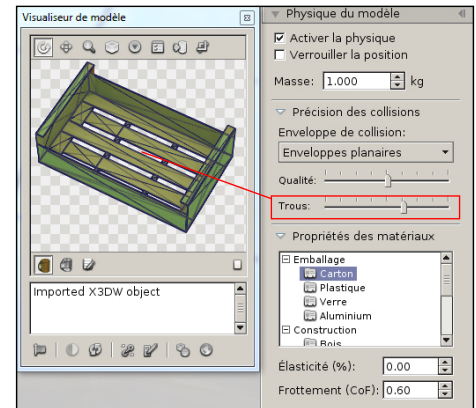 Visualiseur de modèle
Imported X3DW object
Physique du modèle
Activer la physique
Verrouiller la position
Masse: 1.000 kg
Précision des collisions
Enveloppe de collision:
Enveloppes planaires
Qualité:
Trous:
Propriétés des matériaux
Emballage
Carton
Plastique
Verre
Aluminium
Construction
Bois
Élasticité (%): 0.00
Frottement (CoF): 0.60